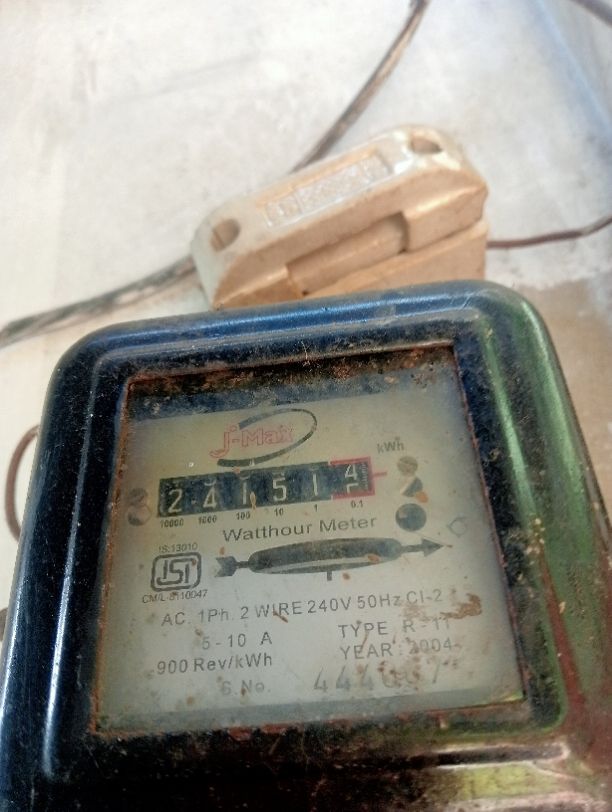 J-Max
kWh
2 4 1 5 1 4
10000 1000 100 10 1 0.1
Watthour Meter
IS:13010
ISI
CM/L-8110047
AC. 1Ph. 2 WIRE 240V 50Hz Cl-2
5-10 A TYPE R-11
900 Rev/kWh YEAR:2004
S.No.